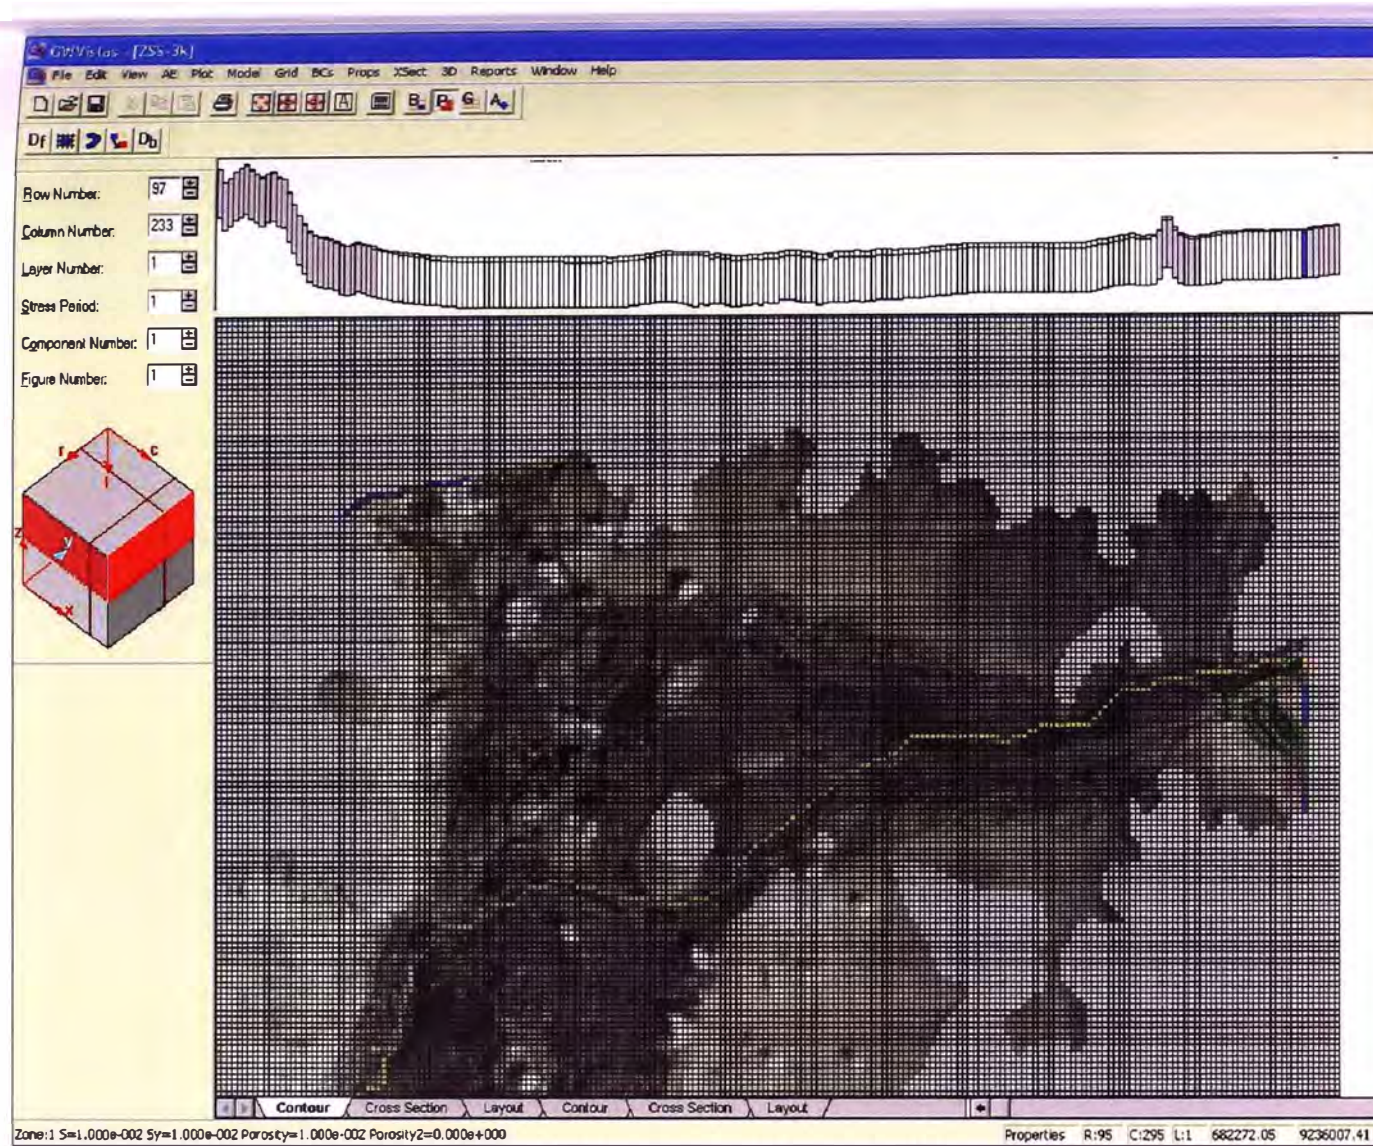 GWVistas - [ZSS-3k]
File Edit View AE Plot Model Grid BCs Props XSect 3D Reports Window Help
Df Db
Row Number: 97
Column Number: 233
Layer Number: 1
Stress Period: 1
Component Number: 1
Figure Number: 1
r c
z y
x
Contour Cross Section Layout Contour Cross Section Layout
Zone:1 S=1.000e-002 Sy=1.000e-002 Porosity=1.000e-002 Porosity2=0.000e+000 Properties R:95 C:295 L:1 682272.05 9236007.41